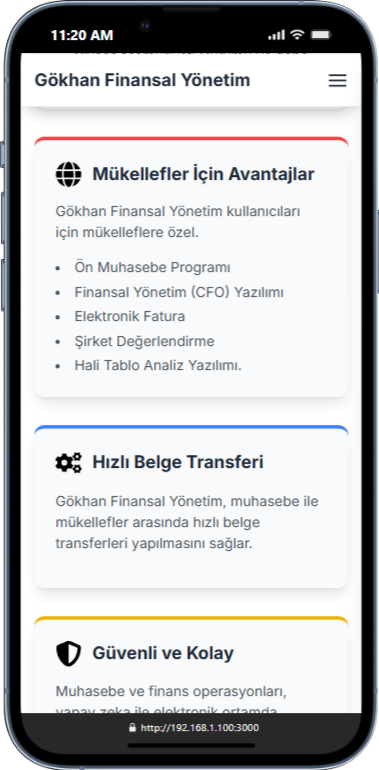 11:20 AM
Gökhan Finansal Yönetim
Mükellefler İçin Avantajlar
Gökhan Finansal Yönetim kullanıcıları
için mükelleflere özel.
• Ön Muhasebe Programı
• Finansal Yönetim (CFO) Yazılımı
• Elektronik Fatura
• Şirket Değerlendirme
• Hali Tablo Analiz Yazılımı.
Hızlı Belge Transferi
Gökhan Finansal Yönetim, muhasebe ile
mükellefler arasında hızlı belge
transferleri yapılmasını sağlar.
Güvenli ve Kolay
Muhasebe ve finans operasyonları,
yapay zeka ile elektronik ortamda
http://192.168.1.100:3000